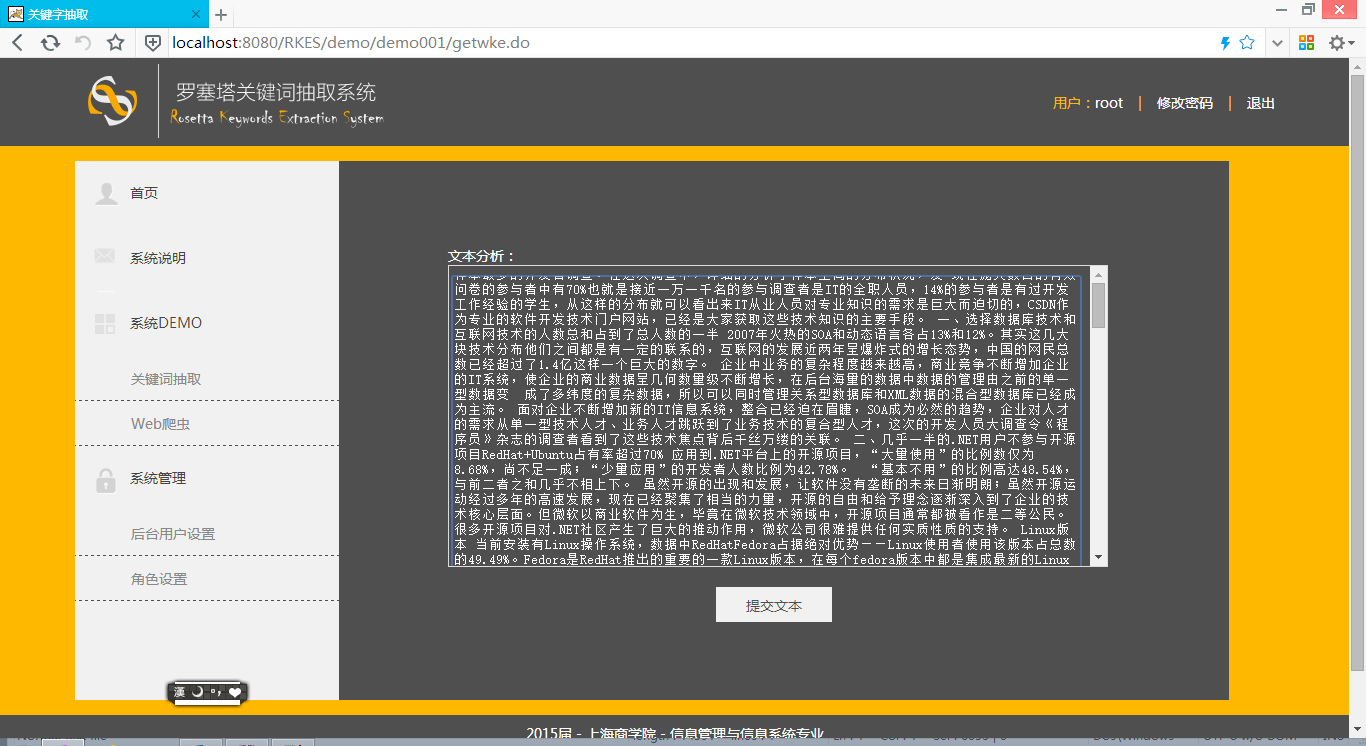 关键字抽取
localhost:8080/RKES/demo/demo001/getwke.do
罗塞塔关键词抽取系统
Rosetta Keywords Extraction System
用户：root | 修改密码 | 退出
首页
系统说明
系统DEMO
关键词抽取
Web爬虫
系统管理
后台用户设置
角色设置
文本分析：
问卷的参与者中有70%也就是接近一万一千名的参与调查者是IT的全职人员，14%的参与者是有过开发
工作经验的学生，从这样的分布就可以看出来IT从业人员对专业知识的需求是巨大而迫切的，CSDN作
为专业的软件开发技术门户网站，已经是大家获取这些技术知识的主要手段。 一、选择数据库技术和
互联网技术的人数总和占到了总人数的一半 2007年火热的SOA和动态语言各占13%和12%。其实这几大
块技术分布他们之间都是有一定的联系的，互联网的发展近两年呈爆炸式的增长态势，中国的网民总
数已经超过了1.4亿这样一个巨大的数字。 企业中业务的复杂程度越来越高，商业竞争不断增加企业
的IT系统，使企业的商业数据呈几何数量级不断增长，在后台海量的数据中数据的管理由之前的单一
型数据变 成了多纬度的复杂数据，所以可以同时管理关系型数据库和XML数据的混合型数据库已经成
为主流。 面对企业不断增加新的IT信息系统，整合已经迫在眉睫，SOA成为必然的趋势，企业对人才
的需求从单一型技术人才、业务人才跳跃到了业务技术的复合型人才，这次的开发人员大调查令《程
序员》杂志的调查者看到了这些技术焦点背后千丝万缕的关联。 二、几乎一半的.NET用户不参与开源
项目RedHat+Ubuntu占有率超过70% 应用到.NET平台上的开源项目，“大量使用”的比例数仅为
8.68%，尚不足一成；“少量应用”的开发者人数比例为42.78%。 “基本不用”的比例高达48.54%，
与前二者之和几乎不相上下。 虽然开源的出现和发展，让软件没有垄断的未来日渐明朗；虽然开源运
动经过多年的高速发展，现在已经聚集了相当的力量，开源的自由和给予理念逐渐深入到了企业的技
术核心层面。但微软以商业软件为生，毕竟在微软技术领域中，开源项目通常都被看作是二等公民。
很多开源项目对.NET社区产生了巨大的推动作用，微软公司很难提供任何实质性质的支持。 Linux版
本 当前安装有Linux操作系统，数据中RedHatFedora占据绝对优势——Linux使用者使用该版本占总数
的49.49%。Fedora是RedHat推出的重要的一款Linux版本，在每个fedora版本中都是集成最新的Linux
提交文本
漢
2015届 - 上海商学院 - 信息管理与信息系统专业